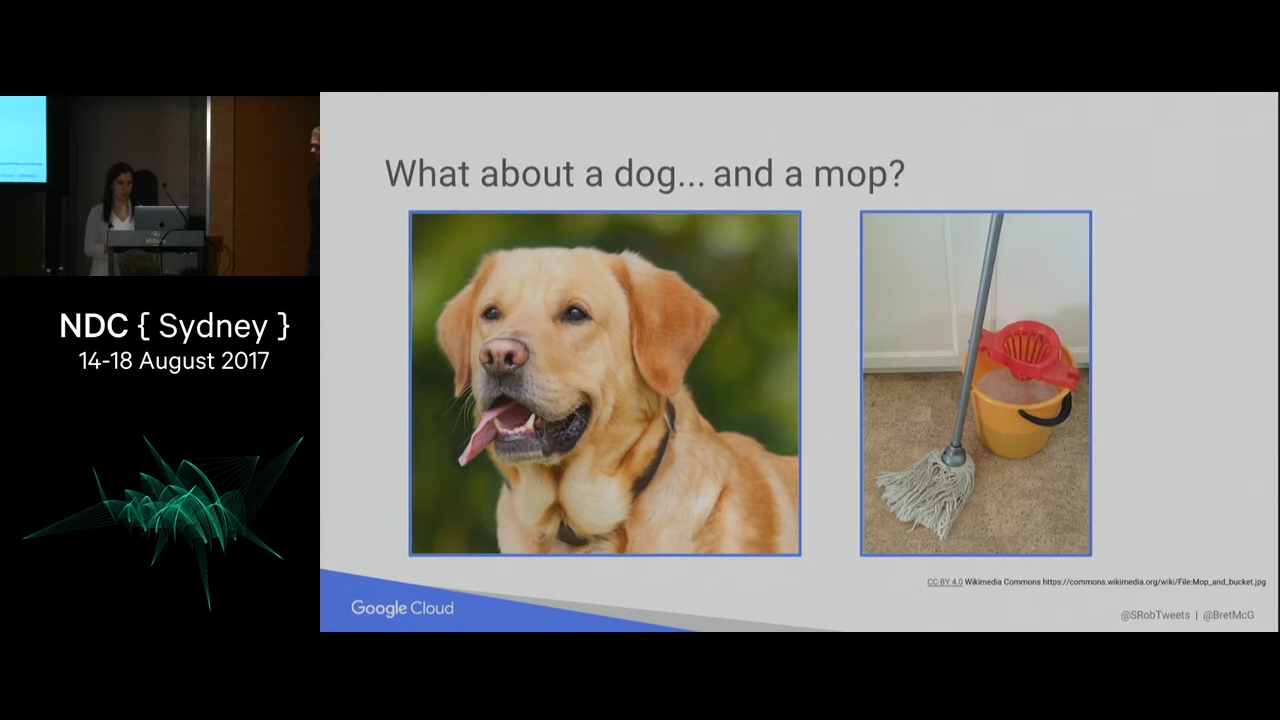 What about a dog... and a mop?
Hilton
NDC { Sydney }
14-18 August 2017
CC-BY 4.0 Wikimedia Commons https://commons.wikimedia.org/wiki/File:Mop_and_bucket.jpg
Google Cloud
@SRobTweets | @BretMcG